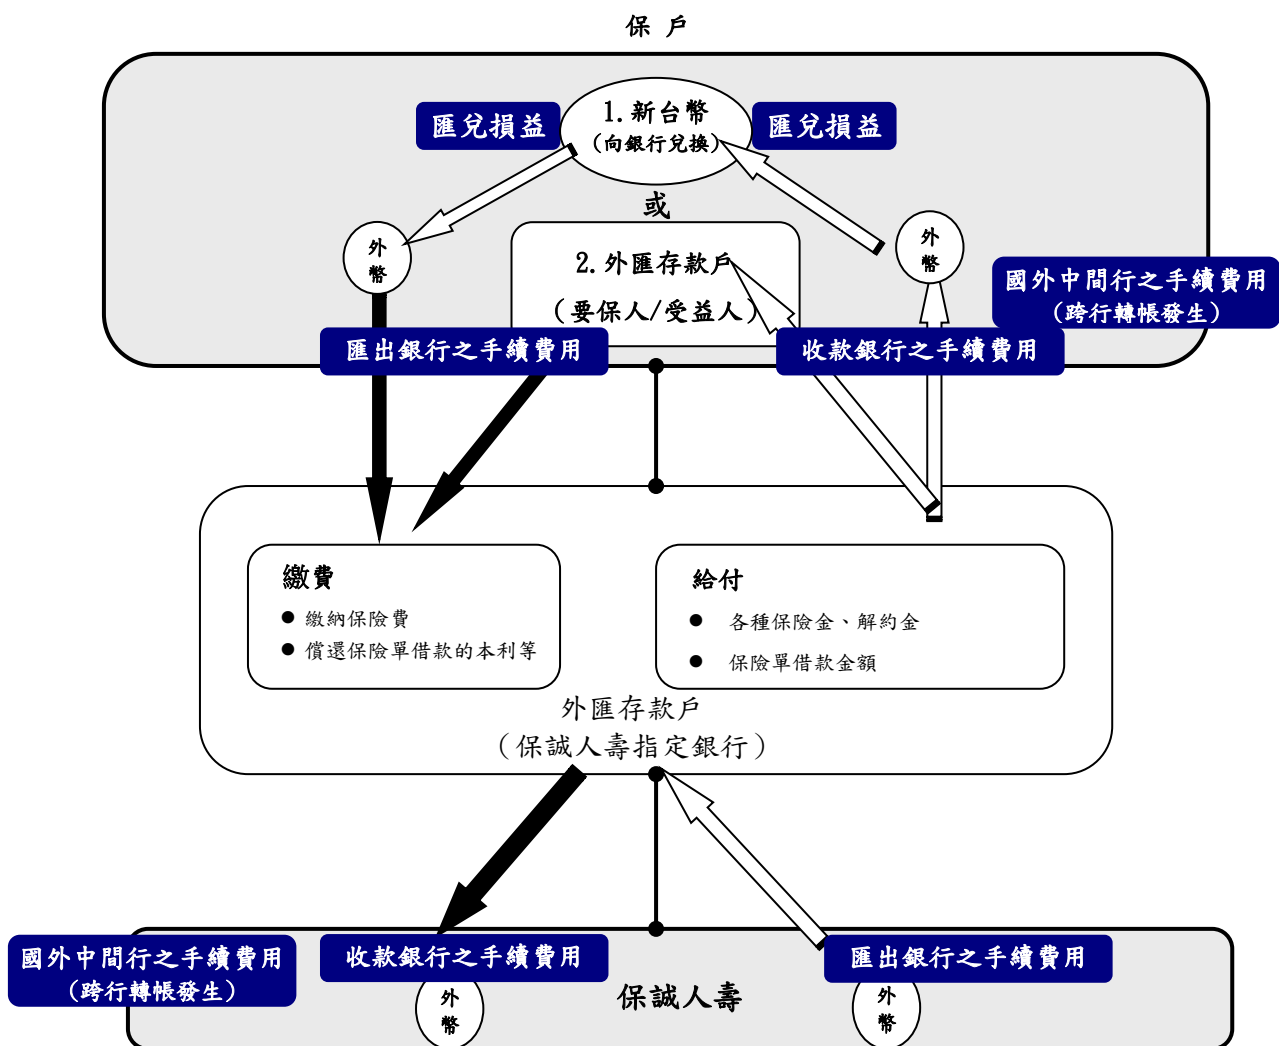 保 戶
匯兌損益
1.新台幣
(向銀行兌換)
匯兌損益
或
外
幣
2.外匯存款戶
(要保人/受益人)
外
幣
國外中間行之手續費用
(跨行轉帳發生)
匯出銀行之手續費用
收款銀行之手續費用
繳費
● 繳納保險費
● 償還保險單借款的本利等
給付
● 各種保險金、解約金
● 保險單借款金額
外匯存款戶
(保誠人壽指定銀行)
國外中間行之手續費用
(跨行轉帳發生)
收款銀行之手續費用
匯出銀行之手續費用
外
幣
保誠人壽
外
幣